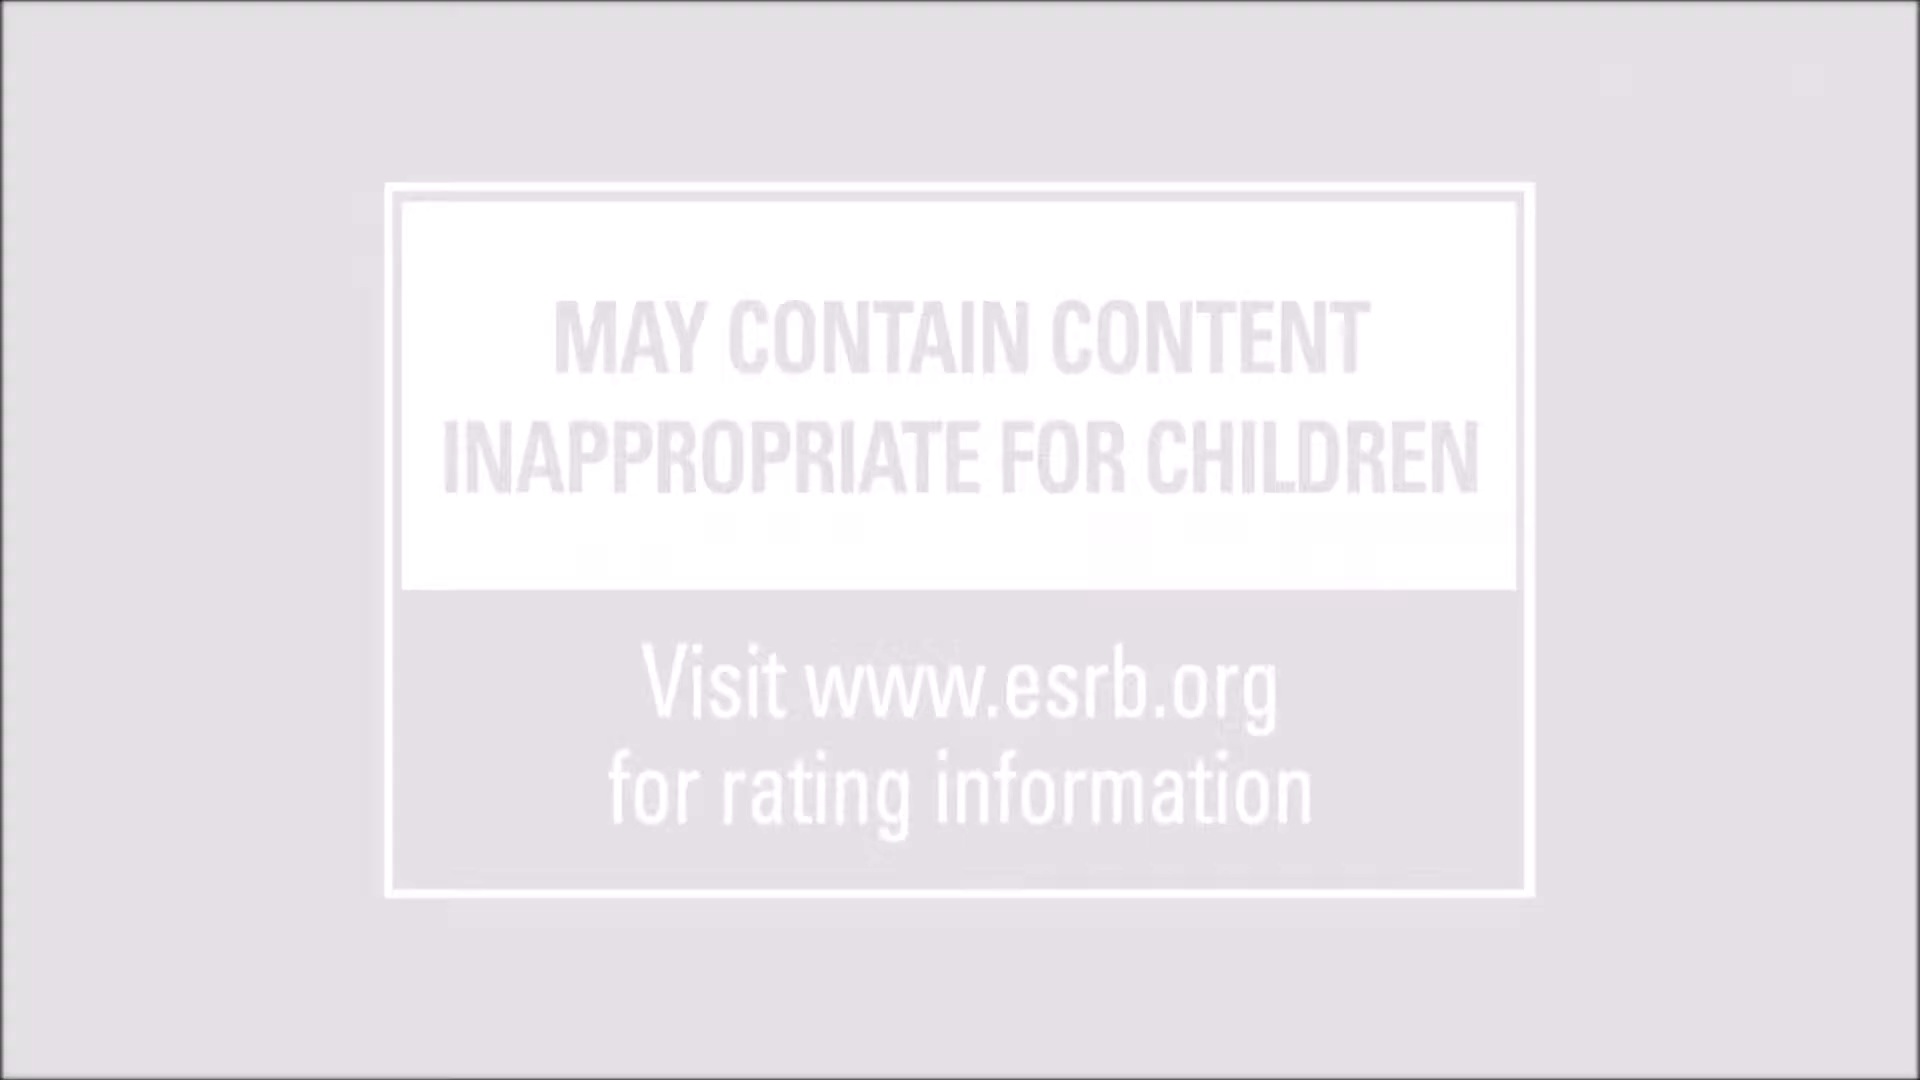 MAY CONTAIN CONTENT
INAPPROPRIATE FOR CHILDREN
Visit www.esrb.org
for rating information